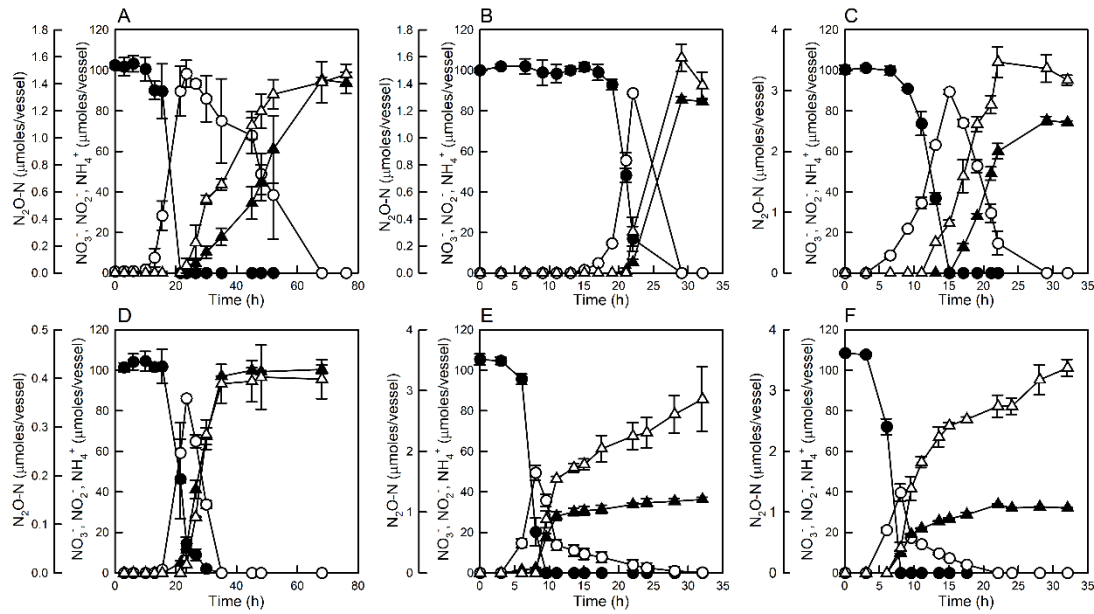 A
N₂O-N (μmoles/vessel)
1.8
1.6
1.4
1.2
1.0
0.8
0.6
0.4
0.2
0.0
NO₃⁻, NO₂⁻, NH₄⁺ (μmoles/vessel)
120
100
80
60
40
20
0
0 20 40 60 80
Time (h)
B
N₂O-N (μmoles/vessel)
1.8
1.6
1.4
1.2
1.0
0.8
0.6
0.4
0.2
0.0
NO₃⁻, NO₂⁻, NH₄⁺ (μmoles/vessel)
120
100
80
60
40
20
0
0 5 10 15 20 25 30 35
Time (h)
C
N₂O-N (μmoles/vessel)
4
3
2
1
0
NO₃⁻, NO₂⁻, NH₄⁺ (μmoles/vessel)
120
100
80
60
40
20
0
0 5 10 15 20 25 30 35
Time (h)
D
N₂O-N (μmoles/vessel)
0.5
0.4
0.3
0.2
0.1
0.0
NO₃⁻, NO₂⁻, NH₄⁺ (μmoles/vessel)
120
100
80
60
40
20
0
0 20 40 60 80
Time (h)
E
N₂O-N (μmoles/vessel)
4
3
2
1
0
NO₃⁻, NO₂⁻, NH₄⁺ (μmoles/vessel)
120
100
80
60
40
20
0
0 5 10 15 20 25 30 35
Time (h)
F
N₂O-N (μmoles/vessel)
4
3
2
1
0
NO₃⁻, NO₂⁻, NH₄⁺ (μmoles/vessel)
120
100
80
60
40
20
0
0 5 10 15 20 25 30 35
Time (h)